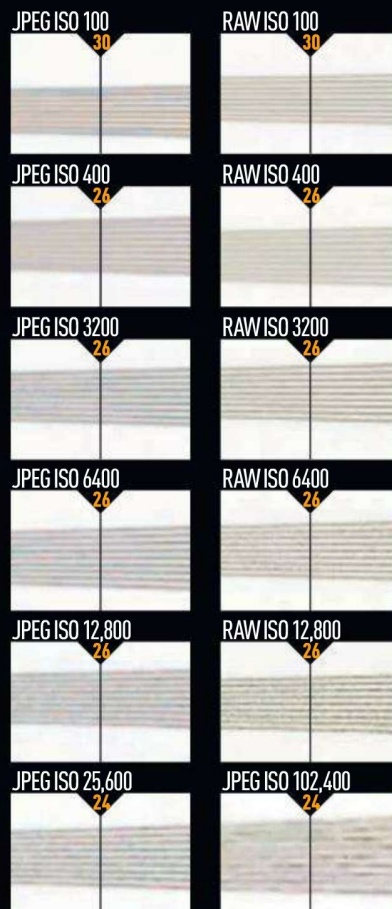 JPEG ISO 100 RAW ISO 100
30 30
JPEG ISO 400 RAW ISO 400
26 26
JPEG ISO 3200 RAW ISO 3200
26 26
JPEG ISO 6400 RAW ISO 6400
26 26
JPEG ISO 12,800 RAW ISO 12,800
26 26
JPEG ISO 25,600 JPEG ISO 102,400
24 24